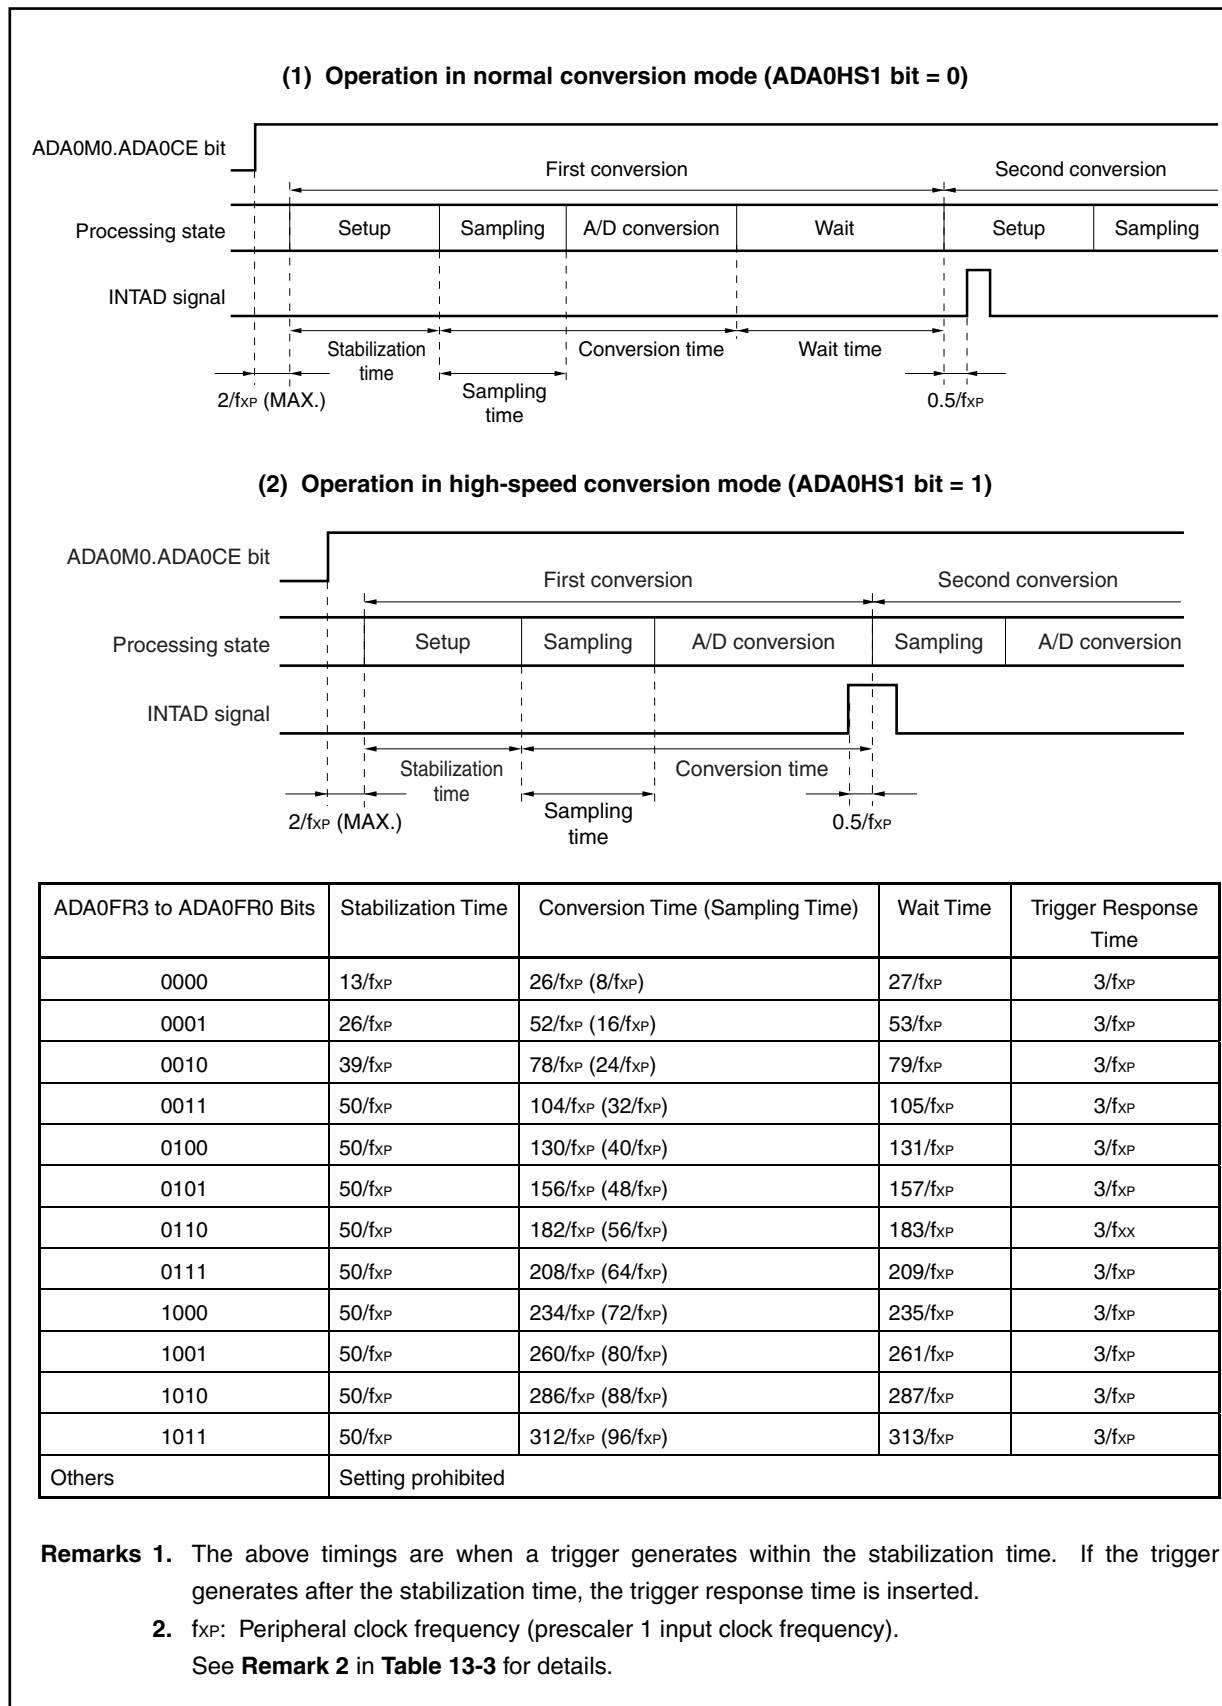 (1) Operation in normal conversion mode (ADA0HS1 bit = 0)
ADA0M0.ADA0CE bit
First conversion
Second conversion
Processing state
Setup
Sampling
A/D conversion
Wait
Setup
Sampling
INTAD signal
Stabilization
time
Conversion time
Wait time
2/fXP (MAX.)
Sampling
time
0.5/fXP
(2) Operation in high-speed conversion mode (ADA0HS1 bit = 1)
ADA0M0.ADA0CE bit
First conversion
Second conversion
Processing state
Setup
Sampling
A/D conversion
Sampling
A/D conversion
INTAD signal
Stabilization
time
Conversion time
2/fXP (MAX.)
Sampling
time
0.5/fXP
ADA0FR3 to ADA0FR0 Bits Stabilization Time Conversion Time (Sampling Time) Wait Time Trigger Response
Time
0000 13/fXP 26/fXP (8/fXP) 27/fXP 3/fXP
0001 26/fXP 52/fXP (16/fXP) 53/fXP 3/fXP
0010 39/fXP 78/fXP (24/fXP) 79/fXP 3/fXP
0011 50/fXP 104/fXP (32/fXP) 105/fXP 3/fXP
0100 50/fXP 130/fXP (40/fXP) 131/fXP 3/fXP
0101 50/fXP 156/fXP (48/fXP) 157/fXP 3/fXP
0110 50/fXP 182/fXP (56/fXP) 183/fXP 3/fXX
0111 50/fXP 208/fXP (64/fXP) 209/fXP 3/fXP
1000 50/fXP 234/fXP (72/fXP) 235/fXP 3/fXP
1001 50/fXP 260/fXP (80/fXP) 261/fXP 3/fXP
1010 50/fXP 286/fXP (88/fXP) 287/fXP 3/fXP
1011 50/fXP 312/fXP (96/fXP) 313/fXP 3/fXP
Others Setting prohibited
Remarks 1. The above timings are when a trigger generates within the stabilization time. If the trigger
generates after the stabilization time, the trigger response time is inserted.
2. fXP: Peripheral clock frequency (prescaler 1 input clock frequency).
See Remark 2 in Table 13-3 for details.